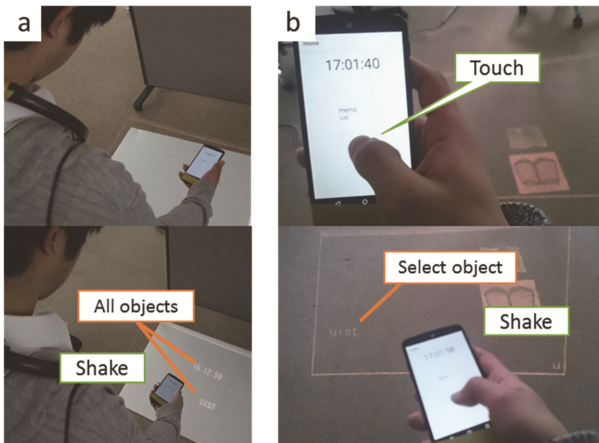 a
b
Home
17:01:40
memo
uist
Touch
All objects
Shake
16:12:59
UIST
Select object
uist
Shake
17:01:58
u